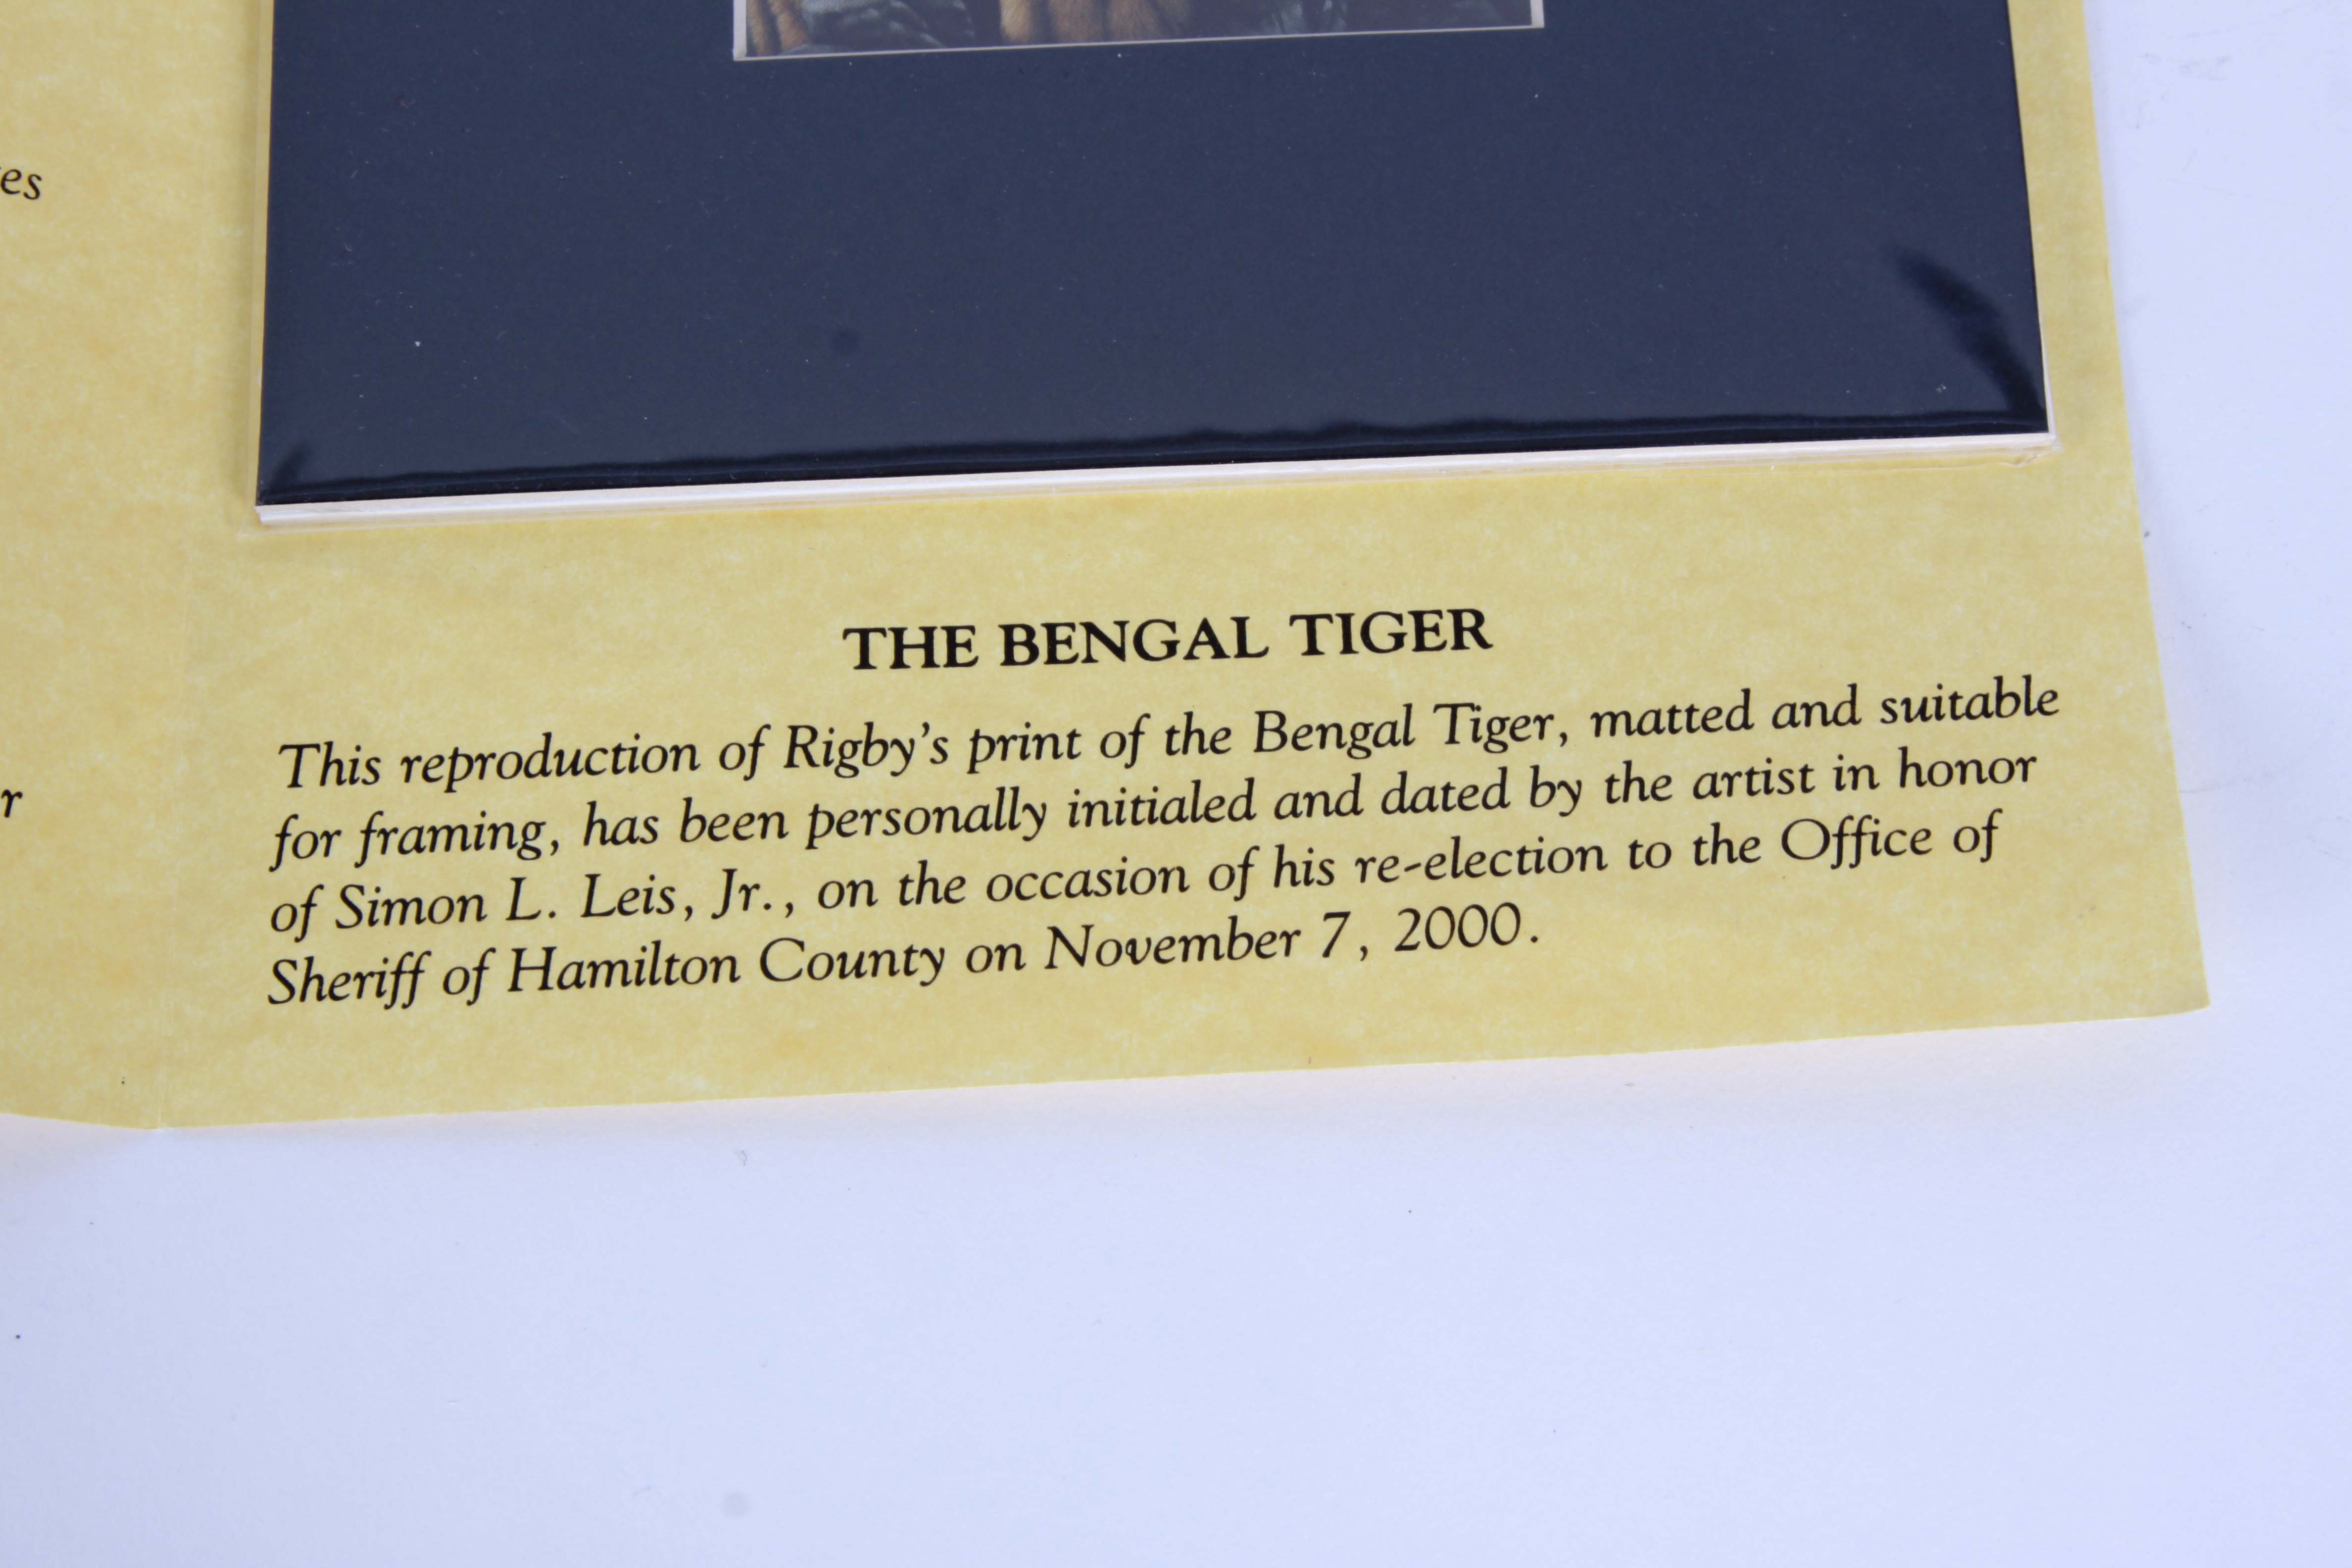 es
r
THE BENGAL TIGER
This reproduction of Rigby's print of the Bengal Tiger, matted and suitable
for framing, has been personally initialed and dated by the artist in honor
of Simon L. Leis, Jr., on the occasion of his re-election to the Office of
Sheriff of Hamilton County on November 7, 2000.